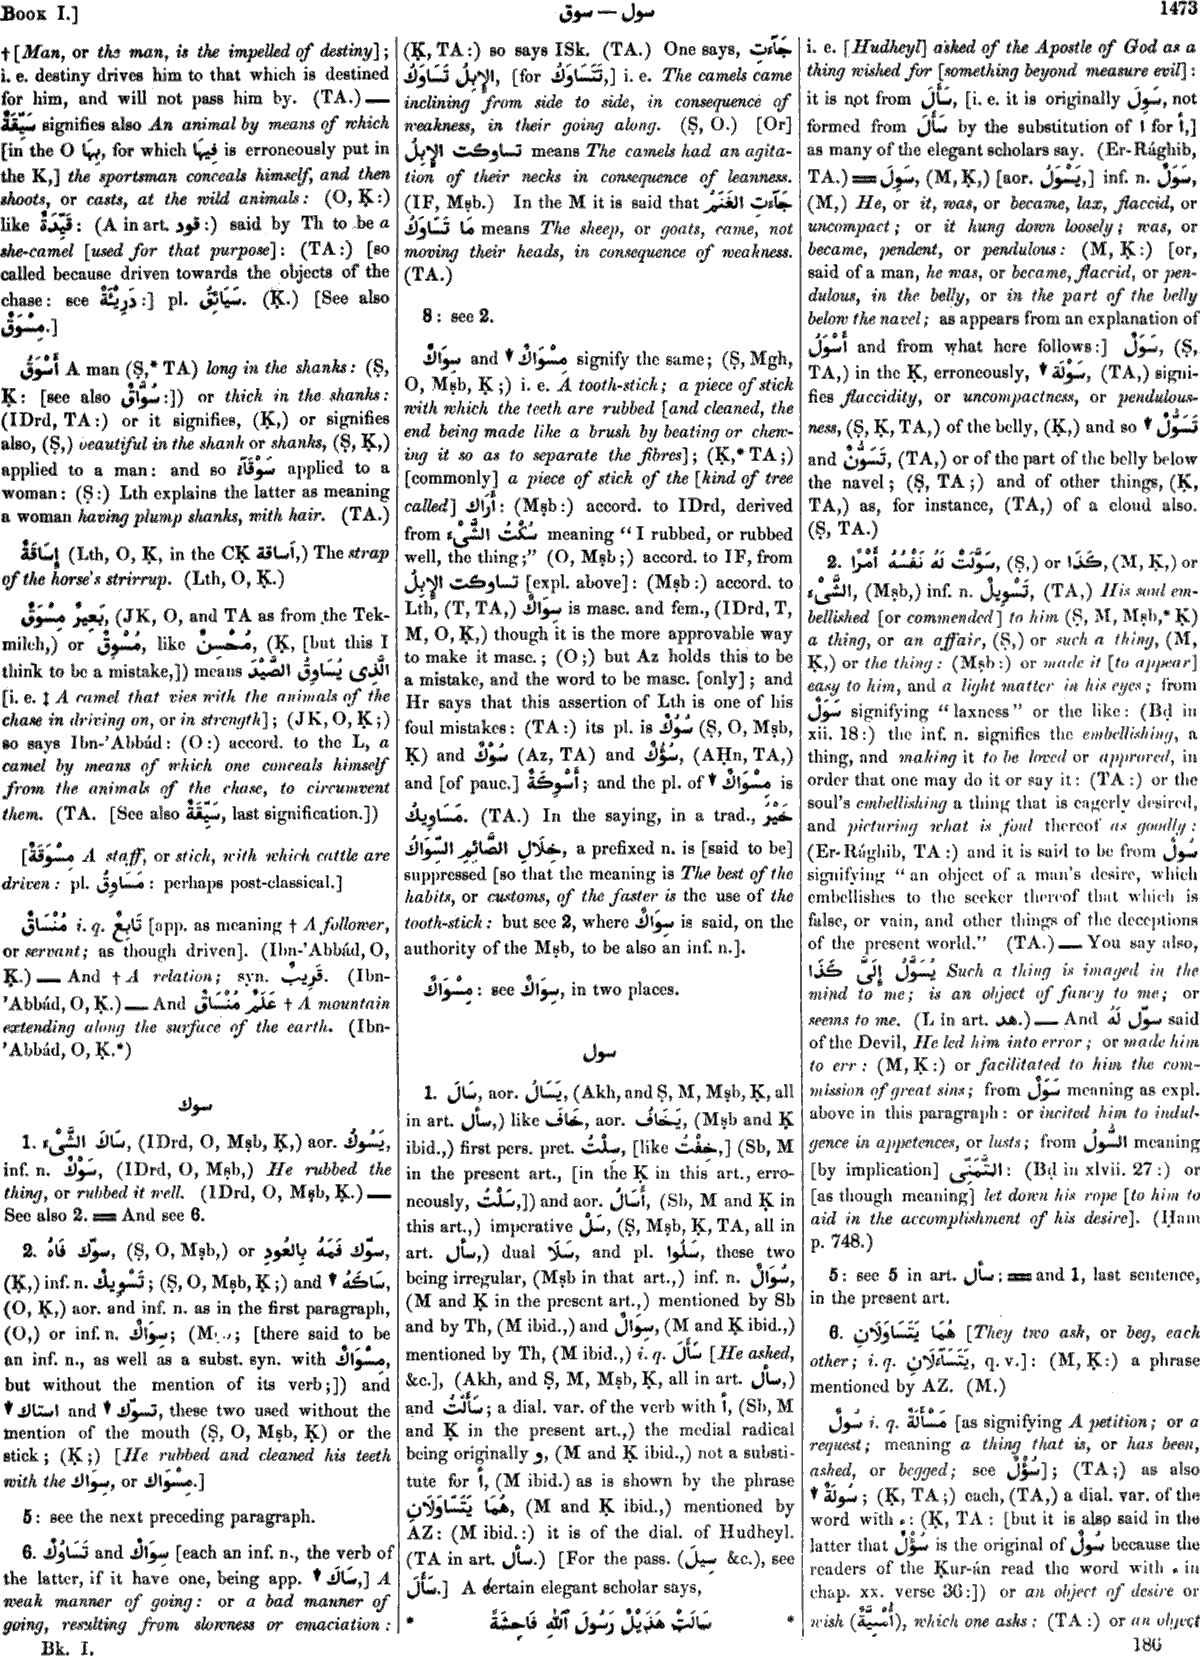 Book I.]
سوق — سول
1473
† [Man, or the man, is the impelled of destiny];
i. e. destiny drives him to that which is destined
for him, and will not pass him by. (TA.) —
سَيِّقَةٌ signifies also An animal by means of which
[in the O بِهَا, for which فِيهَا is erroneously put in
the K,] the sportsman conceals himself, and then
shoots, or casts, at the wild animals: (O, Ḳ:)
like قَيِّدَةٌ: (A in art. قود:) said by Th to be a
she-camel [used for that purpose]: (TA:) [so
called because driven towards the objects of the
chase: see دَرِيْئَةٌ:] pl. سَيَائِقُ. (Ḳ.) [See also
مِسْوَقٌ.]
أَسْوَقُ A man (Ṣ,* TA) long in the shanks: (Ṣ,
Ḳ: [see also سُوَّاقٌ:]) or thick in the shanks:
(IDrd, TA:) or it signifies, (Ḳ,) or signifies
also, (Ṣ,) beautiful in the shank or shanks, (Ṣ, Ḳ,)
applied to a man: and so سَوْقَآءُ applied to a
woman: (Ṣ:) Lth explains the latter as meaning
a woman having plump shanks, with hair. (TA.)
إِسَاقَةٌ (Lth, O, Ḳ, in the CḲ اَساقة,) The strap
of the horse's strirrup. (Lth, O, Ḳ.)
بَعِيرٌ مِسْوَقٌ, (JK, O, and TA as from the Tek-
mileh,) or مُسْوِقٌ, like مُحْسِنٌ, (Ḳ, [but this I
think to be a mistake,]) means الَّذِى يُسَاوِقُ الصَّيْدَ
[i. e. ‡ A camel that vies with the animals of the
chase in driving on, or in strength]; (JK, O, Ḳ;)
so says Ibn-'Abbád: (O:) accord. to the L, a
camel by means of which one conceals himself
from the animals of the chase, to circumvent
them. (TA. [See also سَيِّقَةٌ, last signification.])
[مِسْوَقَةٌ A staff, or stick, with which cattle are
driven: pl. مَسَاوِقُ: perhaps post-classical.]
مُنْسَاقٌ i. q. تَابِعٌ [app. as meaning † A follower,
or servant; as though driven]. (Ibn-'Abbád, O,
Ḳ.) — And † A relation; syn. قَرِيبٌ. (Ibn-
'Abbád, O, Ḳ.) — And عَلَمٌ مُنْسَاقٌ † A mountain
extending along the surface of the earth. (Ibn-
'Abbád, O, Ḳ.*)
سوك
1. سَاكَ الشَّىْءَ, (IDrd, O, Mṣb, Ḳ,) aor. يَسُوكُ,
inf. n. سَوْكٌ, (IDrd, O, Mṣb,) He rubbed the
thing, or rubbed it well. (IDrd, O, Mṣb, Ḳ.) —
See also 2. = And see 6.
2. سوّك فَاهُ, (Ṣ, O, Mṣb,) or سوّك فَمَهُ بِالعُودِ,
(Ḳ,) inf. n. تَسْوِيكٌ; (Ṣ, O, Mṣb, Ḳ;) and ▼ سَاكَهُ,
(O, Ḳ,) aor. and inf. n. as in the first paragraph,
(O,) or inf. n. سِوَاكٌ; (M; [there said to be
an inf. n., as well as a subst. syn. with مِسْوَاكٌ,
but without the mention of its verb;]) and
▼ استاك and ▼ تسوّك, these two used without the
mention of the mouth (Ṣ, O, Mṣb, Ḳ) or the
stick; (Ḳ;) [He rubbed and cleaned his teeth
with the سِوَاك, or مِسْوَاك.]
5: see the next preceding paragraph.
6. تَسَاوُكٌ and سِوَاكٌ [each an inf. n., the verb of
the latter, if it have one, being app. ▼ سَاكَ,] A
weak manner of going: or a bad manner of
going, resulting from slowness or emaciation:
Bk. I.
(Ḳ, TA:) so says ISk. (TA.) One says, جَآءَتِ
الإِبِلُ تَسَاوَكُ, [for تَتَسَاوَكُ,] i. e. The camels came
inclining from side to side, in consequence of
weakness, in their going along. (Ṣ, O.) [Or]
تساوكت الإِبِلُ means The camels had an agita-
tion of their necks in consequence of leanness.
(IF, Mṣb.) In the M it is said that جَآءَتِ الغَنَمُ
مَا تَسَاوَكُ means The sheep, or goats, came, not
moving their heads, in consequence of weakness.
(TA.)
8: see 2.
سِوَاكٌ and ▼ مِسْوَاكٌ signify the same; (Ṣ, Mgh,
O, Mṣb, Ḳ;) i. e. A tooth-stick; a piece of stick
with which the teeth are rubbed [and cleaned, the
end being made like a brush by beating or chew-
ing it so as to separate the fibres]; (Ḳ,* TA;)
[commonly] a piece of stick of the [kind of tree
called] أَرَاك: (Mṣb:) accord. to IDrd, derived
from سُكْتُ الشَّىْءَ meaning "I rubbed, or rubbed
well, the thing;" (O, Mṣb;) accord. to IF, from
تساوكت الإِبِلُ [expl. above]: (Mṣb:) accord. to
Lth, (T, TA,) سِوَاكٌ is masc. and fem., (IDrd, T,
M, O, Ḳ,) though it is the more approvable way
to make it masc.; (O;) but Az holds this to be
a mistake, and the word to be masc. [only]; and
Hr says that this assertion of Lth is one of his
foul mistakes: (TA:) its pl. is سُوُكٌ (Ṣ, O, Mṣb,
Ḳ) and سُوْكٌ (Az, TA) and سُؤُكٌ, (AḤn, TA,)
and [of pauc.] أَسْوِكَةٌ; and the pl. of ▼ مِسْوَاكٌ is
مَسَاوِيكُ. (TA.) In the saying, in a trad., خَيْرُ
خِلَالِ الصَّائِمِ السِّوَاكُ, a prefixed n. is [said to be]
suppressed [so that the meaning is The best of the
habits, or customs, of the faster is the use of the
tooth-stick: but see 2, where سِوَاكٌ is said, on the
authority of the Mṣb, to be also an inf. n.].
مِسْوَاكٌ: see سِوَاكٌ, in two places.
سول
1. سَالَ, aor. يَسَالُ, (Akh, and Ṣ, M, Mṣb, Ḳ, all
in art. سأل,) like خَافَ, aor. يَخَافُ, (Mṣb and Ḳ
ibid.,) first pers. pret. سِلْتُ, [like خِفْتُ,] (Sb, M
in the present art., [in the Ḳ in this art., erro-
neously, سَلْتُ,]) and aor. أَسَالُ, (Sb, M and Ḳ in
this art.,) imperative سَلْ, (Ṣ, Mṣb, Ḳ, TA, all in
art. سأل,) dual سَلَا, and pl. سَلُوا, these two
being irregular, (Mṣb in that art.,) inf. n. سُوَالٌ,
(M and Ḳ in the present art.,) mentioned by Sb
and by Th, (M ibid.,) and سِوَالٌ, (M and Ḳ ibid.,)
mentioned by Th, (M ibid.,) i. q. سَأَلَ [He asked,
&c.], (Akh, and Ṣ, M, Mṣb, Ḳ, all in art. سأل,)
and سَأَلْتُ; a dial. var. of the verb with أ, (Sb, M
and Ḳ in the present art.,) the medial radical
being originally و, (M and Ḳ ibid.,) not a substi-
tute for أ, (M ibid.) as is shown by the phrase
هُمَا يَتَسَاوَلَانِ, (M and Ḳ ibid.,) mentioned by
AZ: (M ibid.:) it is of the dial. of Hudheyl.
(TA in art. سأل.) [For the pass. (سِيلَ &c.), see
سَأَلَ.] A certain elegant scholar says,
* سَالَتْ هُذَيْلٌ رَسُولَ ٱللّٰهِ فَاحِشَةً *
i. e. [Hudheyl] asked of the Apostle of God as a
thing wished for [something beyond measure evil]:
it is not from سَأَلَ, [i. e. it is originally سَوِلَ, not
formed from سَأَلَ by the substitution of ا for أ,]
as many of the elegant scholars say. (Er-Rághib,
TA.) = سَوِلَ, (M, Ḳ,) [aor. يَسْوَلُ,] inf. n. سَوَلٌ,
(M,) He, or it, was, or became, lax, flaccid, or
uncompact; or it hung down loosely; was, or
became, pendent, or pendulous: (M, Ḳ:) [or,
said of a man, he was, or became, flaccid, or pen-
dulous, in the belly, or in the part of the belly
below the navel; as appears from an explanation of
أَسْوَلُ and from what here follows:] سَوَلٌ, (Ṣ,
TA,) in the Ḳ, erroneously, ▼ سَوْلَة, (TA,) signi-
fies flaccidity, or uncompactness, or pendulous-
ness, (Ṣ, Ḳ, TA,) of the belly, (Ḳ,) and so ▼ تَسَوُّلٌ
and تَسَوُّنٌ, (TA,) or of the part of the belly below
the navel; (Ṣ, TA;) and of other things, (Ḳ,
TA,) as, for instance, (TA,) of a cloud also.
(Ṣ, TA.)
2. سَوَّلَتْ لَهُ نَفْسُهُ أَمْرًا, (Ṣ,) or كَذَا, (M, Ḳ,) or
الشَّىْءَ, (Mṣb,) inf. n. تَسْوِيلٌ, (TA,) His soul em-
bellished [or commended] to him (Ṣ, M, Mṣb,* Ḳ)
a thing, or an affair, (Ṣ,) or such a thing, (M,
Ḳ,) or the thing: (Mṣb:) or made it [to appear]
easy to him, and a light matter in his eyes; from
سَوَلٌ signifying "laxness" or the like: (Bḍ in
xii. 18:) the inf. n. signifies the embellishing, a
thing, and making it to be loved or approved, in
order that one may do it or say it: (TA:) or the
soul's embellishing a thing that is eagerly desired,
and picturing what is foul thereof as goodly:
(Er-Rághib, TA:) and it is said to be from سُولٌ
signifying "an object of a man's desire, which
embellishes to the seeker thereof that which is
false, or vain, and other things of the deceptions
of the present world." (TA.) — You say also,
يُسَوَّلُ إِلَىَّ كَذَا Such a thing is imaged in the
mind to me; is an object of fancy to me; or
seems to me. (L in art. هد.) — And سوّل لَهُ said
of the Devil, He led him into error; or made him
to err: (M, Ḳ:) or facilitated to him the com-
mission of great sins; from سَوَلٌ meaning as expl.
above in this paragraph: or incited him to indul-
gence in appetences, or lusts; from السُّولُ meaning
[by implication] التَّمَنِّى: (Bḍ in xlvii. 27:) or
[as though meaning] let down his rope [to him to
aid in the accomplishment of his desire]. (Ḥam
p. 748.)
5: see 5 in art. سأل; = and 1, last sentence,
in the present art.
6. هُمَا يَتَسَاوَلَانِ [They two ask, or beg, each
other; i. q. يَتَسَآءَلَانِ, q. v.]: (M, Ḳ:) a phrase
mentioned by AZ. (M.)
سُولٌ i. q. مَسْأَلَةٌ [as signifying A petition; or a
request; meaning a thing that is, or has been,
asked, or begged; see سُؤْلٌ]; (TA;) as also
▼ سُولَةٌ; (Ḳ, TA;) each, (TA,) a dial. var. of the
word with ء: (Ḳ, TA: [but it is also said in the
latter that سُؤْلٌ is the original of سُولٌ because the
readers of the Ḳur-án read the word with ء in
chap. xx. verse 36:]) or an object of desire or
wish (أُمْنِيَّةٌ), which one asks: (TA:) or an object
186